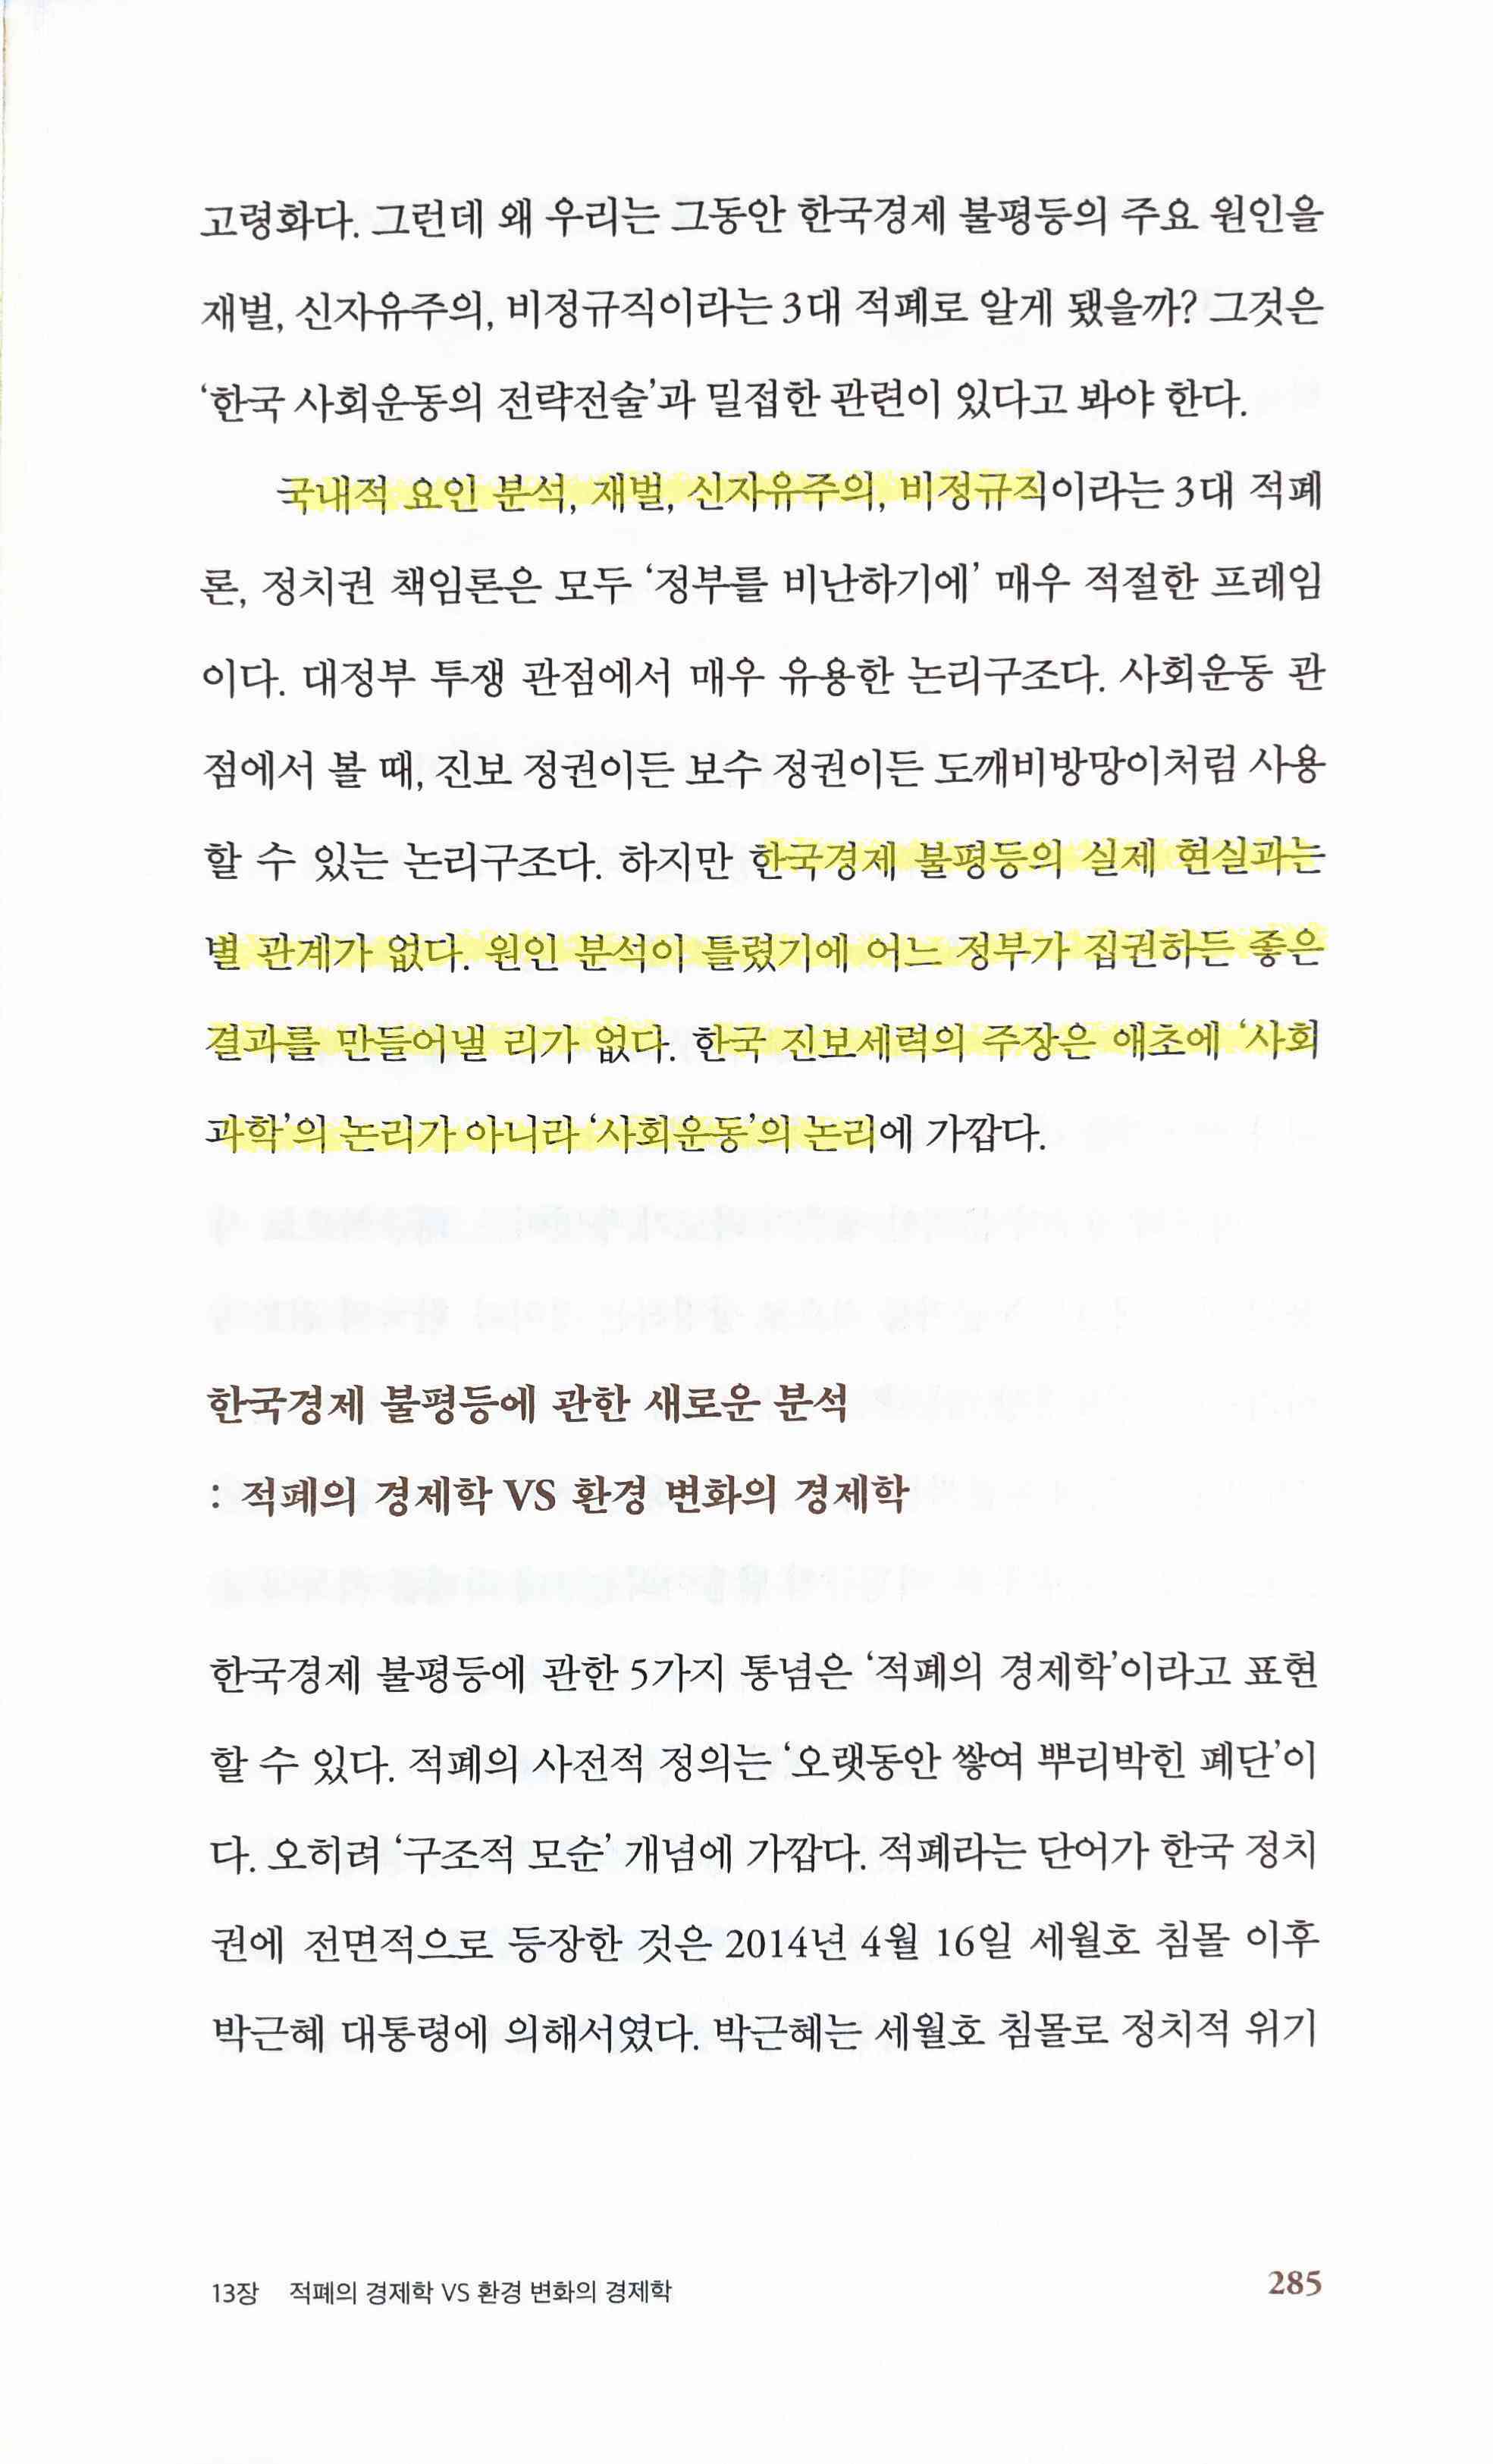 고령화다. 그런데 왜 우리는 그동안 한국경제 불평등의 주요 원인을
재벌, 신자유주의, 비정규직이라는 3대 적폐로 알게 됐을까? 그것은
‘한국 사회운동의 전략전술’과 밀접한 관련이 있다고 봐야 한다.
국내적 요인 분석, 재벌, 신자유주의, 비정규직이라는 3대 적폐
론, 정치권 책임론은 모두 ‘정부를 비난하기에’ 매우 적절한 프레임
이다. 대정부 투쟁 관점에서 매우 유용한 논리구조다. 사회운동 관
점에서 볼 때, 진보 정권이든 보수 정권이든 도깨비방망이처럼 사용
할 수 있는 논리구조다. 하지만 한국경제 불평등의 실제 현실과는
별 관계가 없다. 원인 분석이 틀렸기에 어느 정부가 집권하든 좋은
결과를 만들어낼 리가 없다. 한국 진보세력의 주장은 애초에 ‘사회
과학’의 논리가 아니라 ‘사회운동’의 논리에 가깝다.
한국경제 불평등에 관한 새로운 분석
: 적폐의 경제학 VS 환경 변화의 경제학
한국경제 불평등에 관한 5가지 통념은 ‘적폐의 경제학’이라고 표현
할 수 있다. 적폐의 사전적 정의는 ‘오랫동안 쌓여 뿌리박힌 폐단’이
다. 오히려 ‘구조적 모순’ 개념에 가깝다. 적폐라는 단어가 한국 정치
권에 전면적으로 등장한 것은 2014년 4월 16일 세월호 침몰 이후
박근혜 대통령에 의해서였다. 박근혜는 세월호 침몰로 정치적 위기
13장 적폐의 경제학 VS 환경 변화의 경제학
285